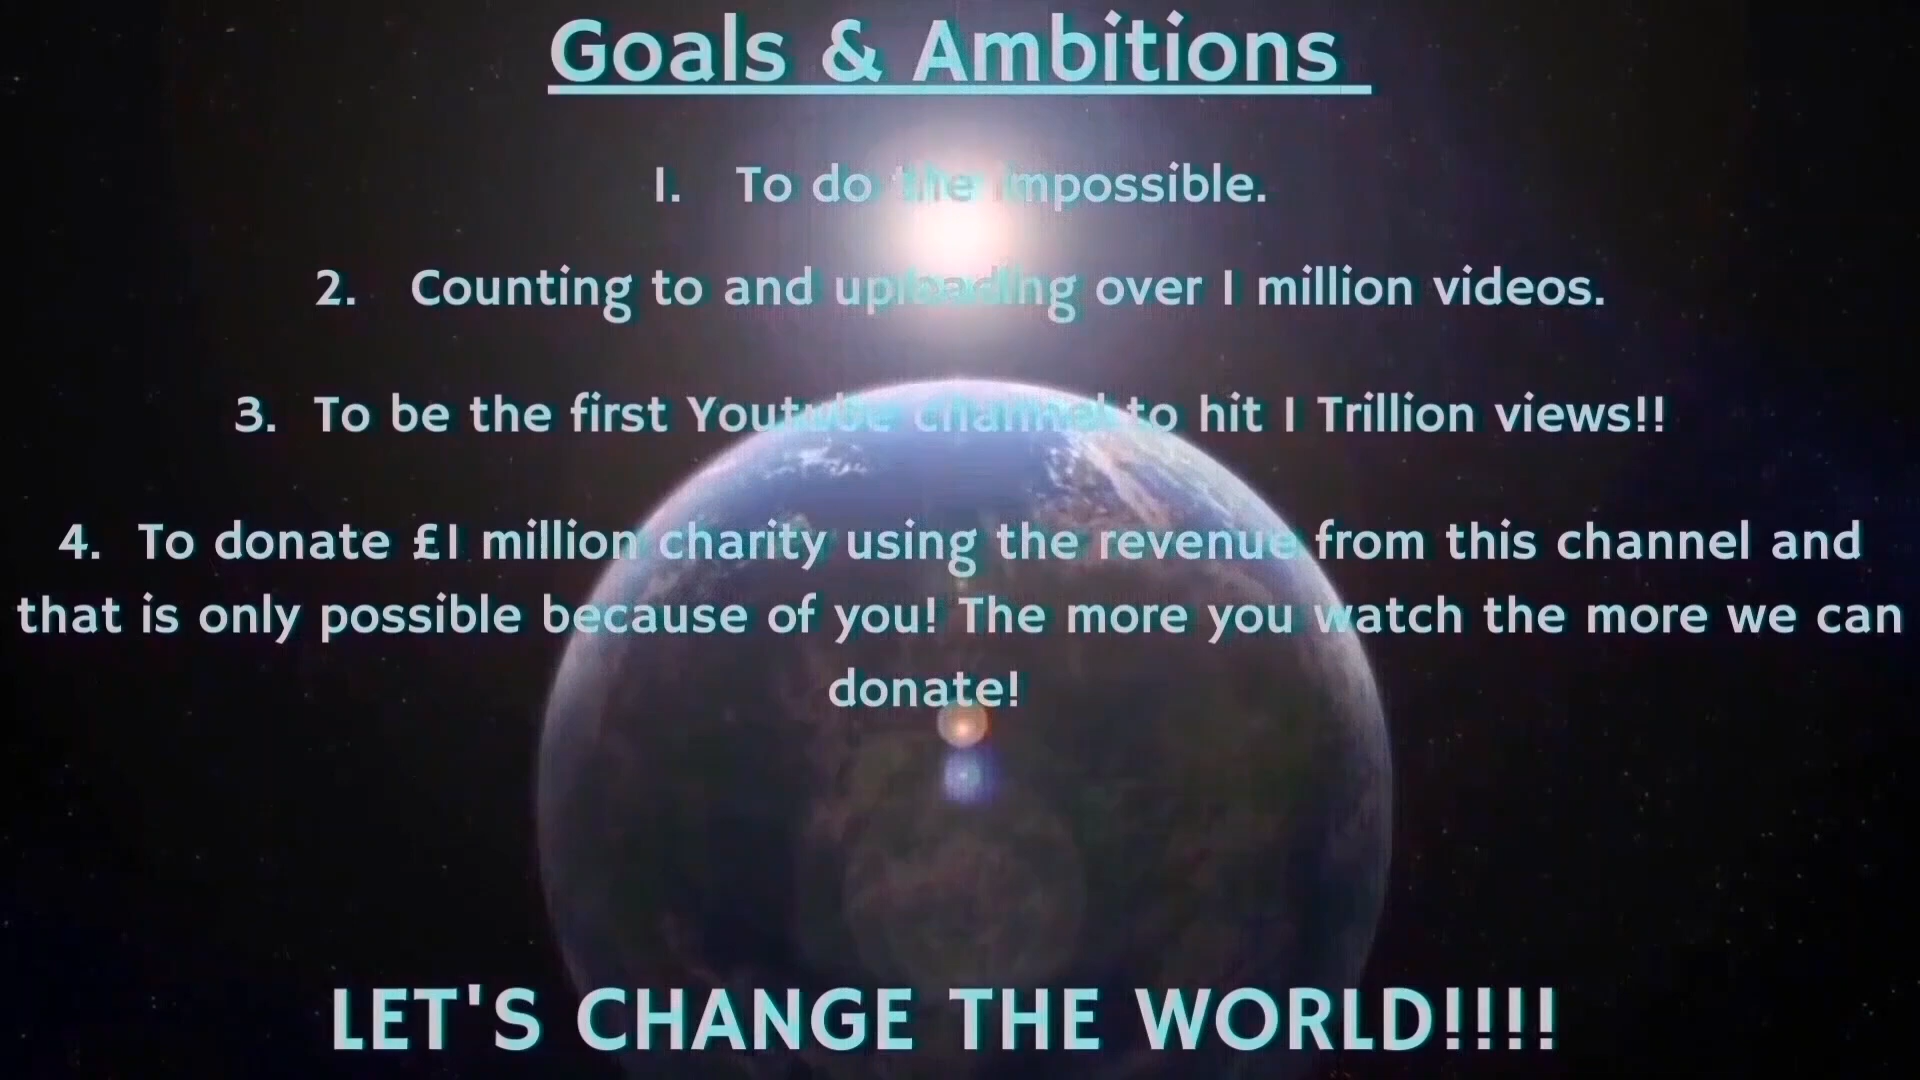 Goals & Ambitions
1. To do the impossible.
2. Counting to and uploading over 1 million videos.
3. To be the first Youtube channel to hit 1 Trillion views!!
4. To donate £1 million charity using the revenue from this channel and
that is only possible because of you! The more you watch the more we can
donate!
LET'S CHANGE THE WORLD!!!!